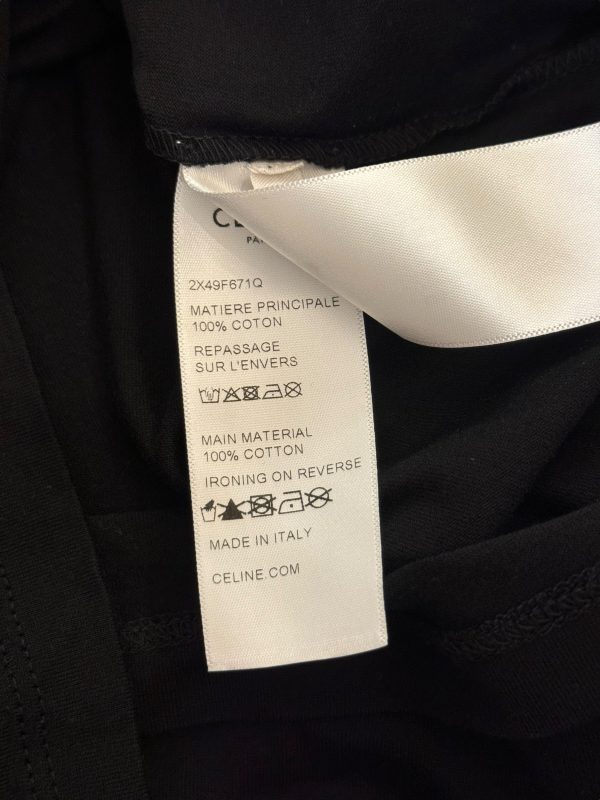 2X49F671Q
MATIERE PRINCIPALE
100% COTON
REPASSAGE
SUR L'ENVERS
MAIN MATERIAL
100% COTTON
IRONING ON REVERSE
MADE IN ITALY
CELINE.COM